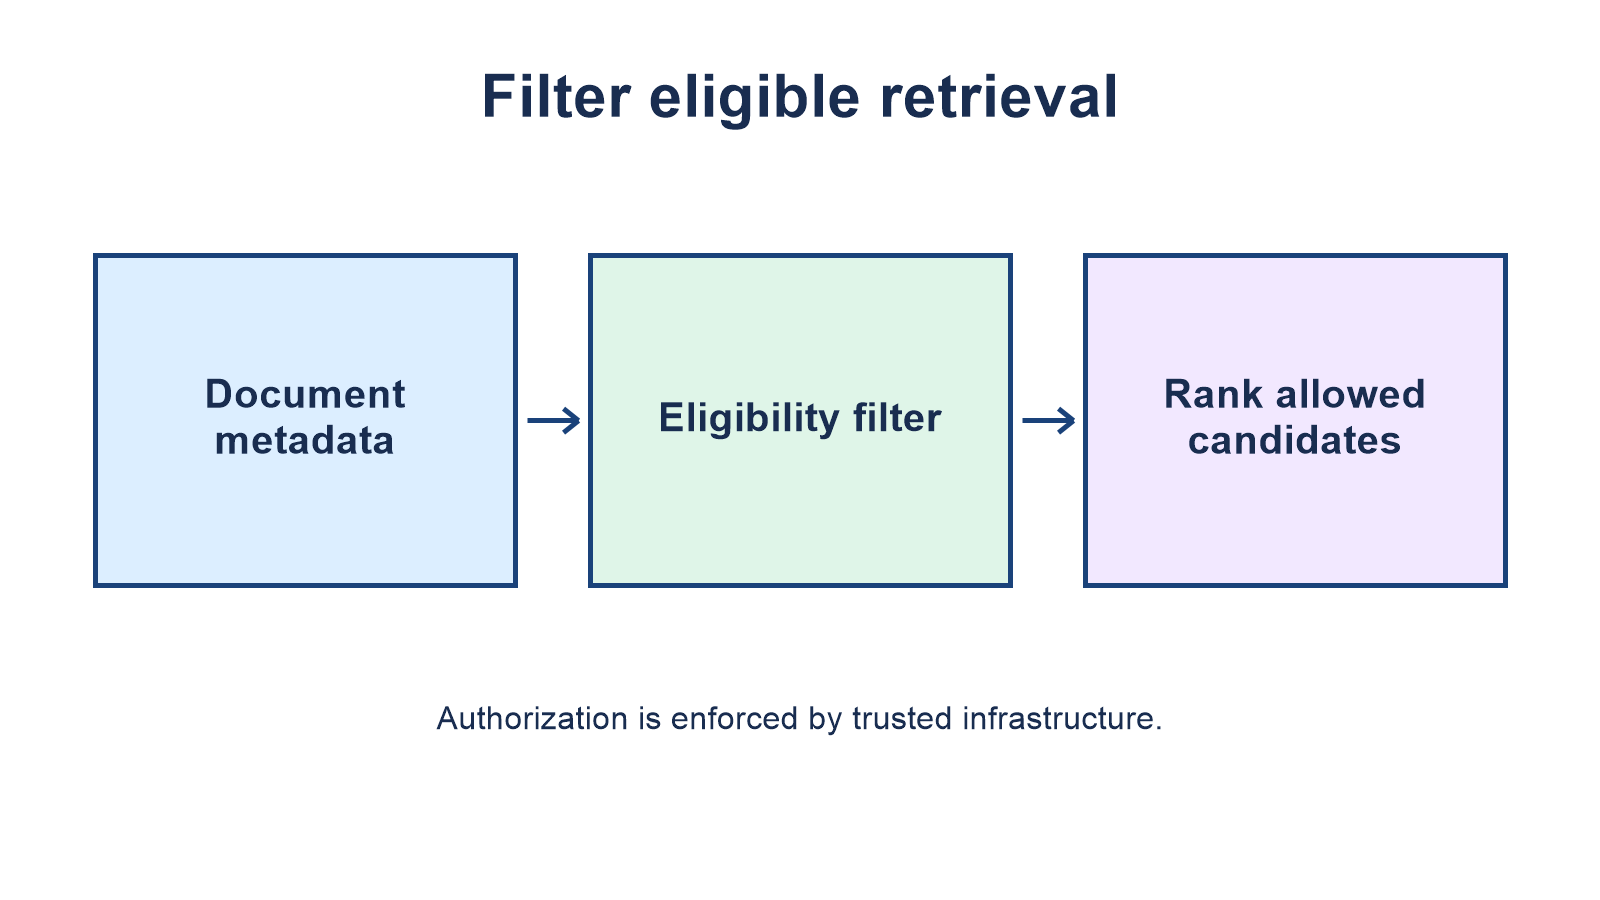 Filter eligible retrieval
Document
metadata
Eligibility filter
Rank allowed
candidates
Authorization is enforced by trusted infrastructure.